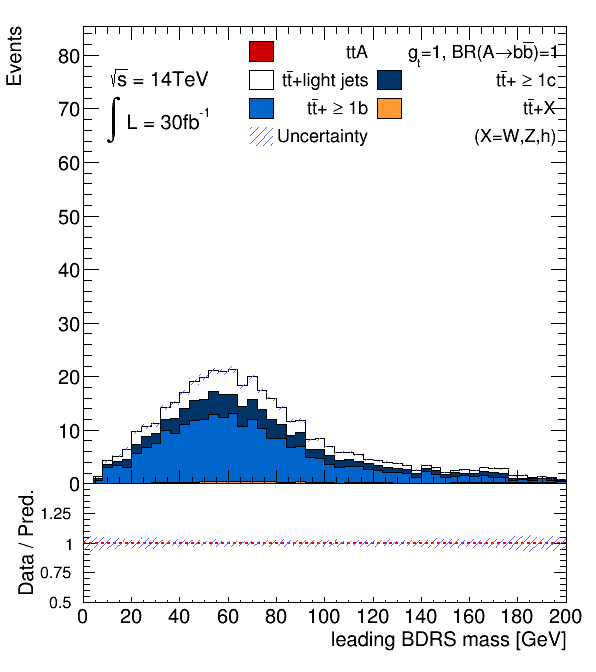 Events
80
70
60
50
40
30
20
10
0
√s = 14TeV
∫ L = 30fb⁻¹
ttA
gₜ=1, BR(A→bb̅)=1
tt̅+light jets
tt̅+ ≥ 1c
tt̅+ ≥ 1b
tt̅+X
Uncertainty
(X=W,Z,h)
Data / Pred.
1.25
1
0.75
0.5
0 20 40 60 80 100 120 140 160 180 200
leading BDRS mass [GeV]